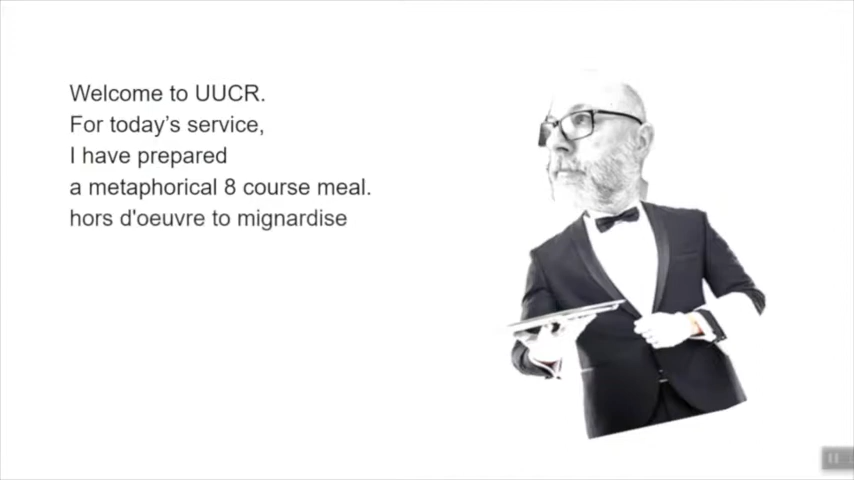 Welcome to UUCR.
For today’s service,
I have prepared
a metaphorical 8 course meal.
hors d'oeuvre to mignardise